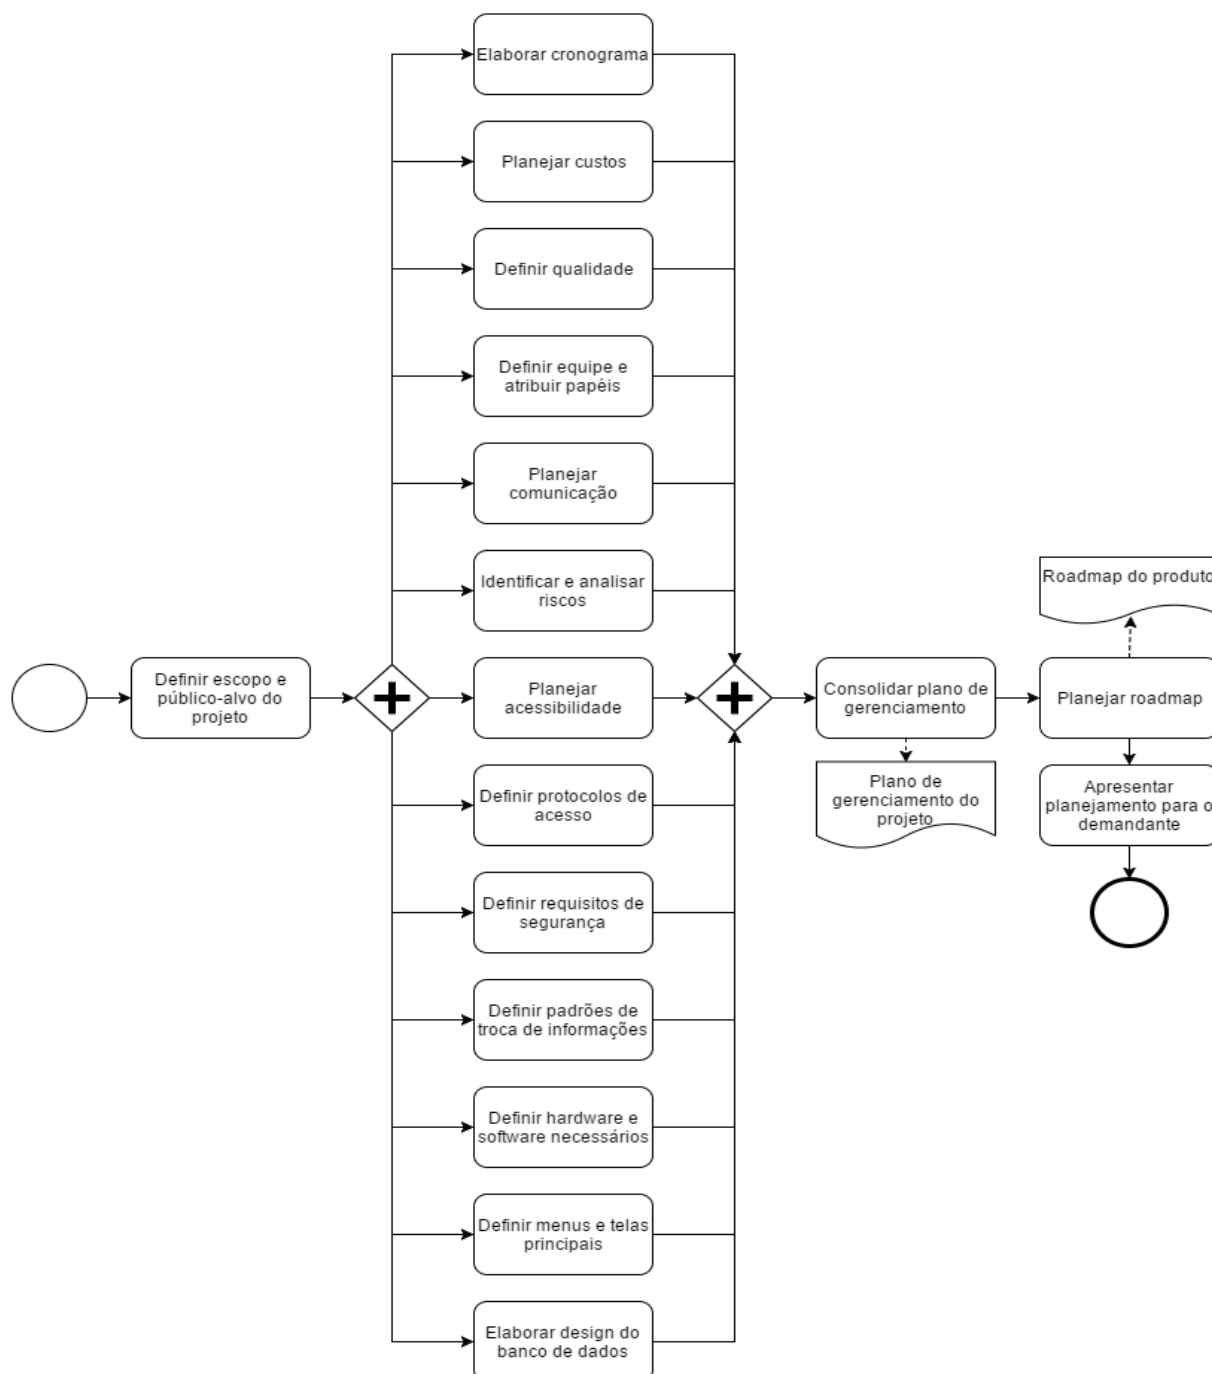 Elaborar cronograma
Planejar custos
Definir qualidade
Definir equipe e
atribuir papéis
Planejar
comunicação
Identificar e analisar
riscos
Definir escopo e
público-alvo do
projeto
Planejar
acessibilidade
Definir protocolos de
acesso
Definir requisitos de
segurança
Definir padrões de
troca de informações
Definir hardware e
software necessários
Definir menus e telas
principais
Elaborar design do
banco de dados
Consolidar plano de
gerenciamento
Plano de
gerenciamento do
projeto
Roadmap do produto
Planejar roadmap
Apresentar
planejamento para o
demandante